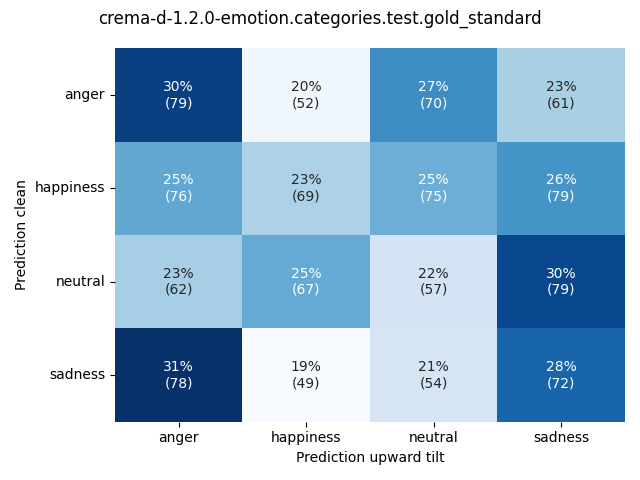 crema-d-1.2.0-emotion.categories.test.gold_standard
Prediction clean
anger
30%
(79)
20%
(52)
27%
(70)
23%
(61)
happiness
25%
(76)
23%
(69)
25%
(75)
26%
(79)
neutral
23%
(62)
25%
(67)
22%
(57)
30%
(79)
sadness
31%
(78)
19%
(49)
21%
(54)
28%
(72)
anger
happiness
neutral
sadness
Prediction upward tilt